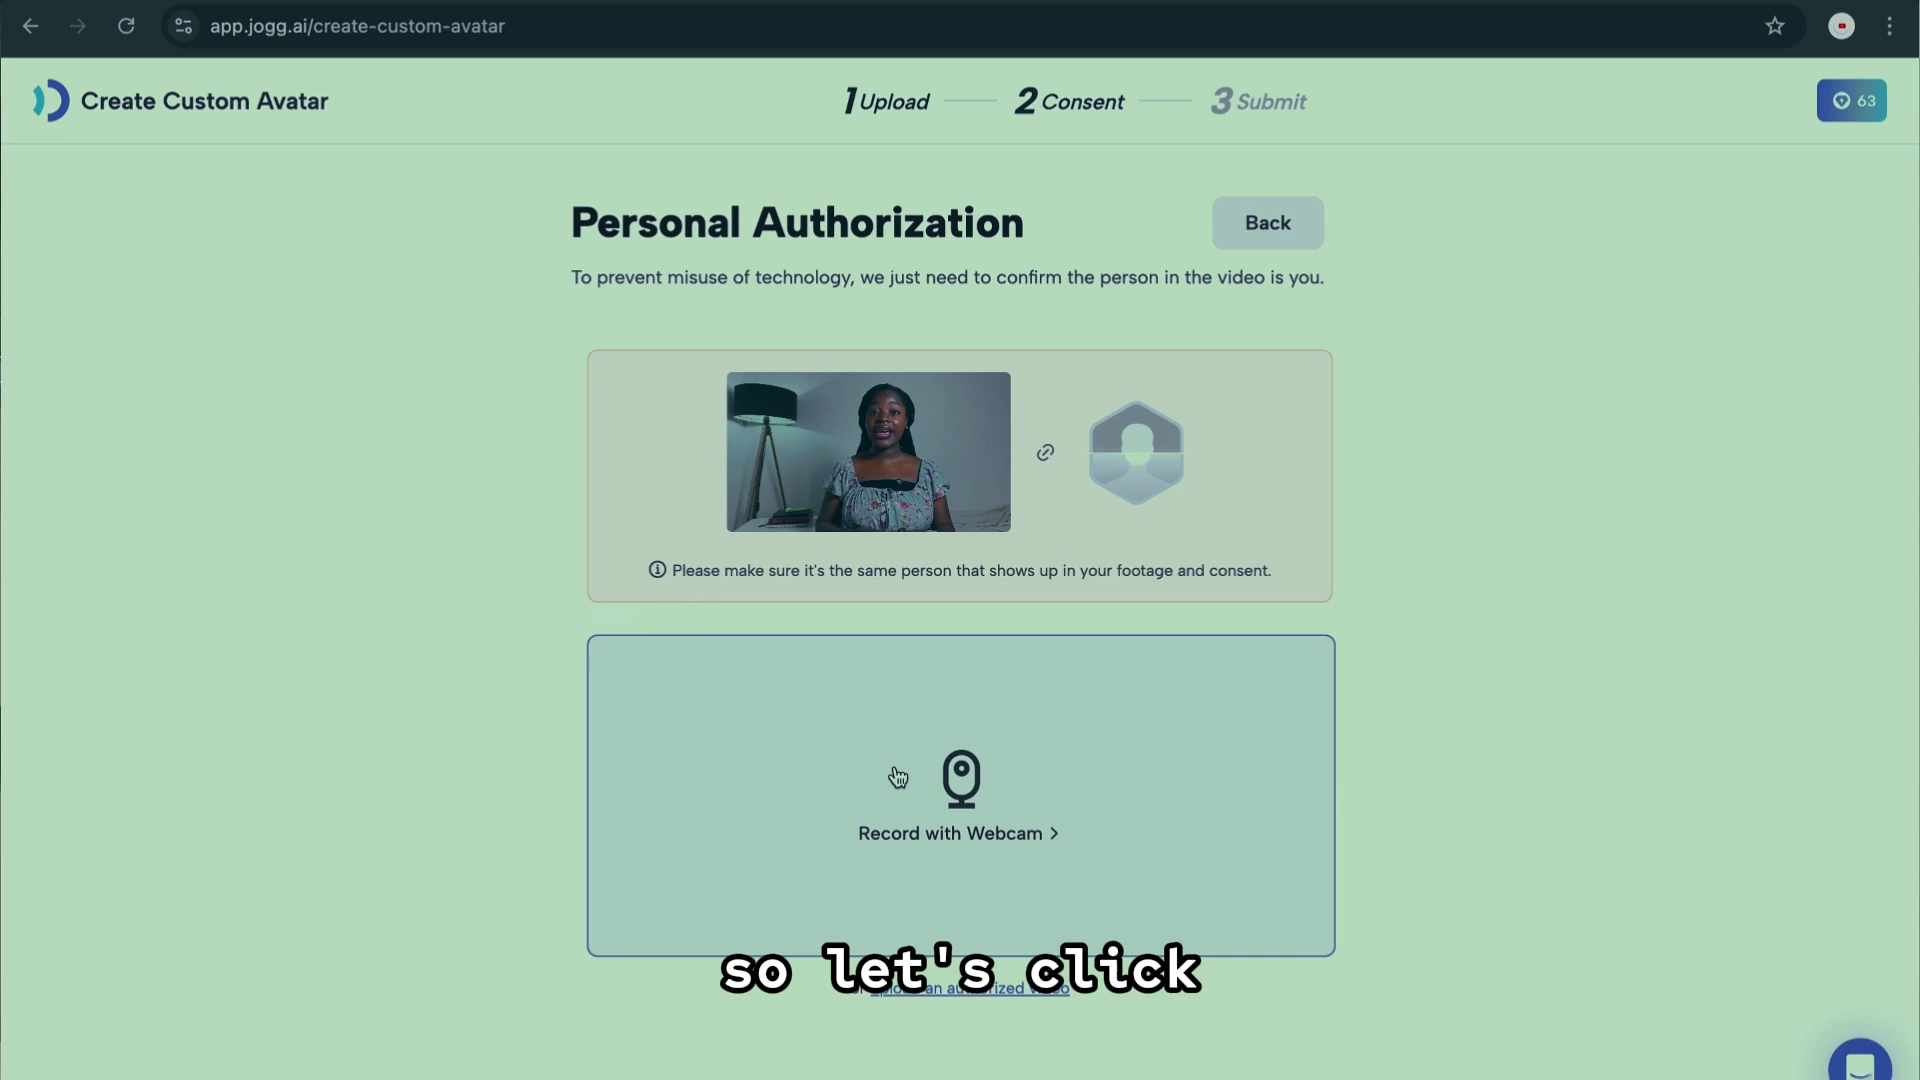 app.jogg.ai/create-custom-avatar
Create Custom Avatar
1 Upload
2 Consent
3 Submit
63
Personal Authorization
Back
To prevent misuse of technology, we just need to confirm the person in the video is you.
Please make sure it's the same person that shows up in your footage and consent.
Record with Webcam >
so let's click
an authorized video